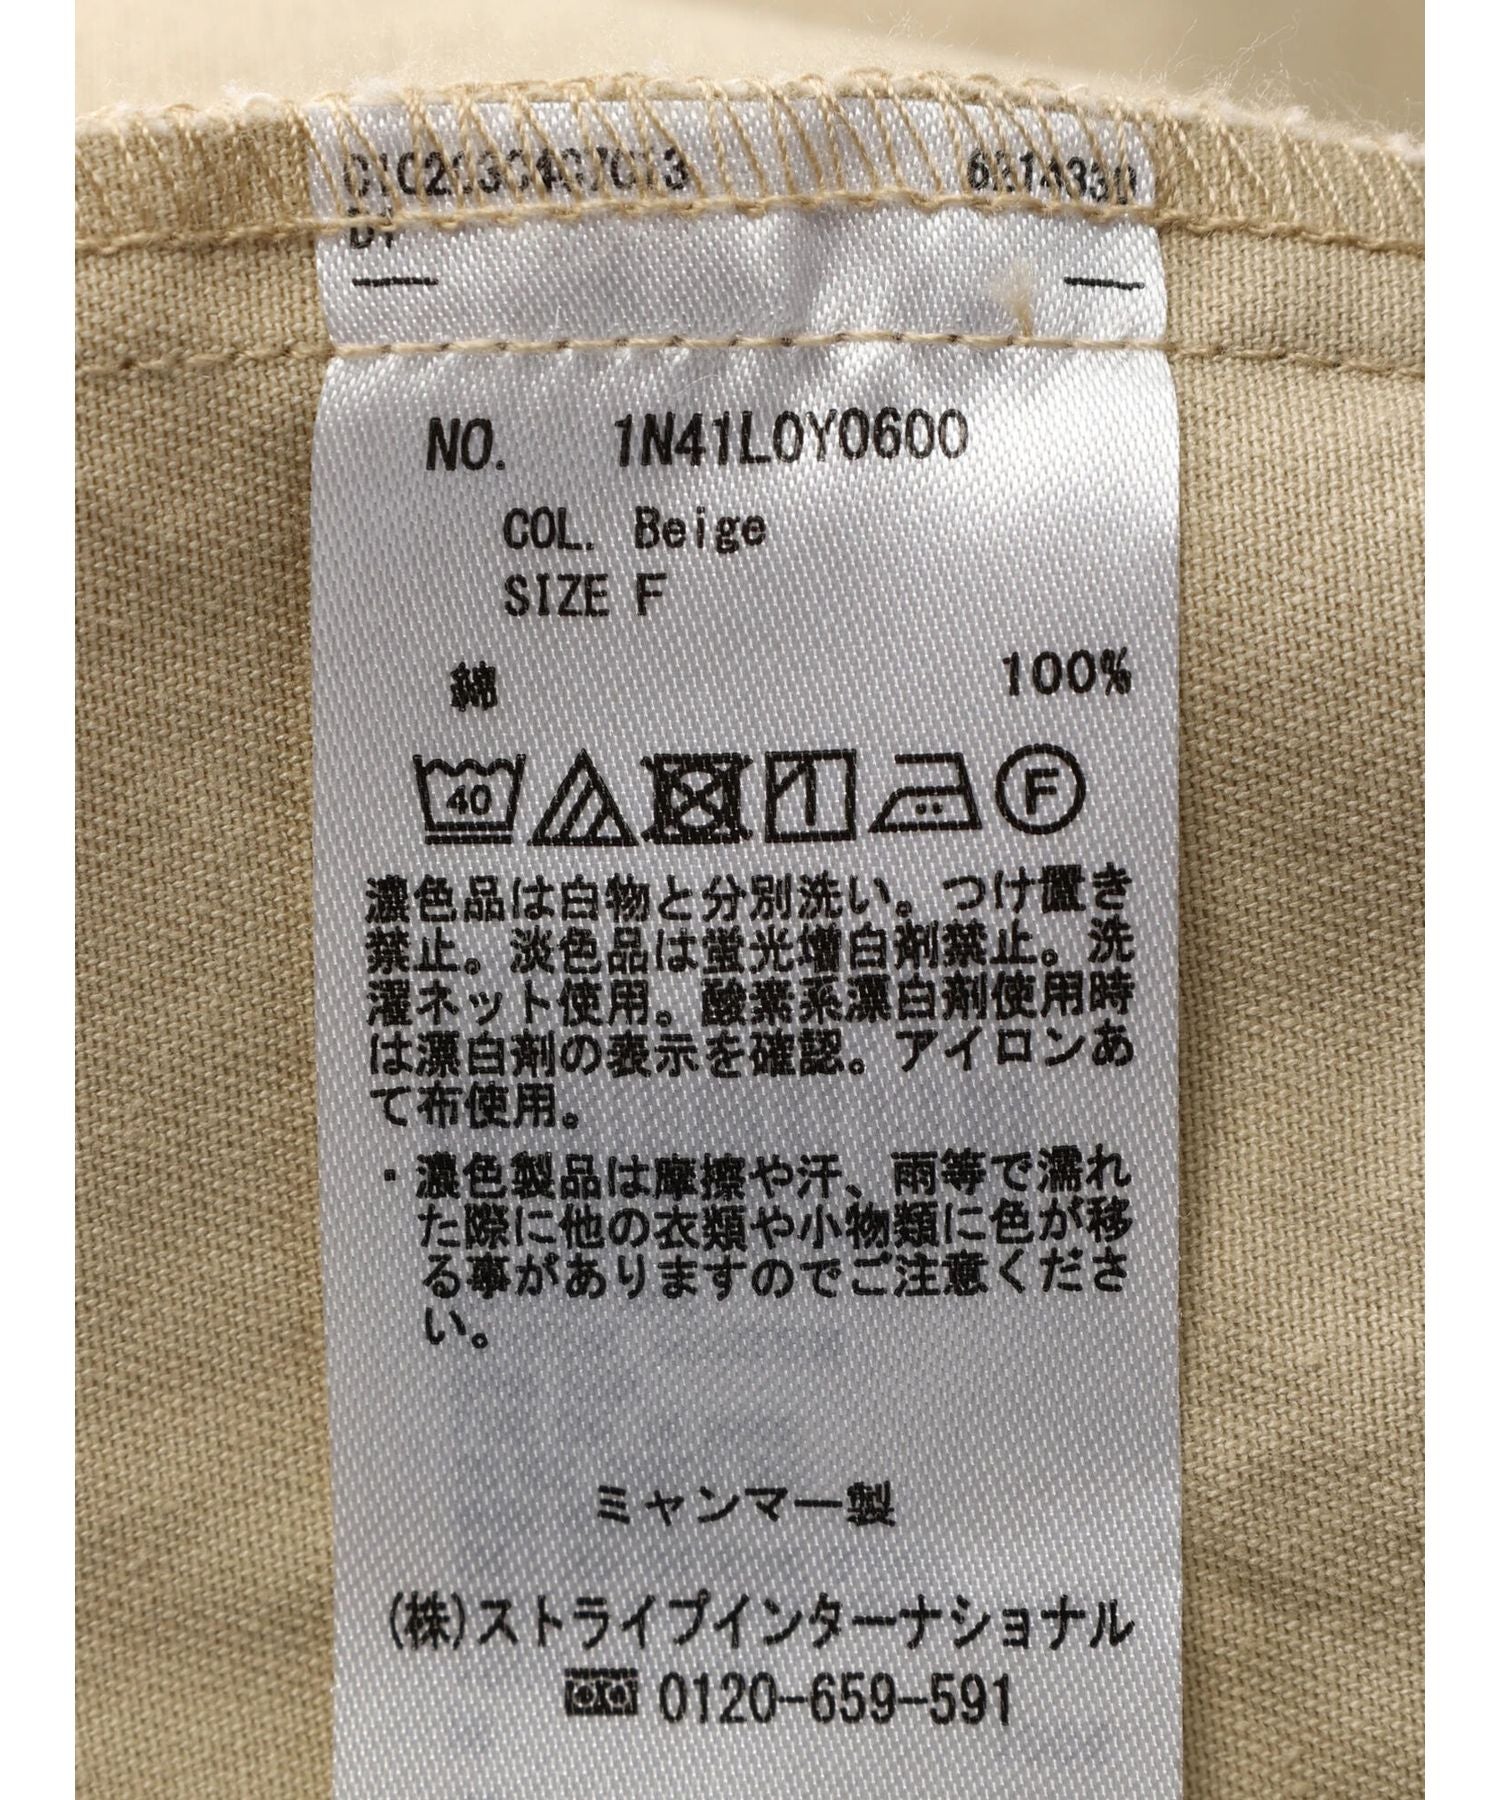 NO. 1N41L0Y0600
COL. Beige
SIZE F
綿 100%
40
F
濃色品は白物と分別洗い。つけ置き
禁止。淡色品は蛍光増白剤禁止。洗
濯ネット使用。酸素系漂白剤使用時
は漂白剤の表示を確認。アイロンあ
て布使用。
・濃色製品は摩擦や汗、雨等で濡れ
た際に他の衣類や小物類に色が移
る事がありますのでご注意くださ
い。
ミャンマー製
(株)ストライプインターナショナル
0120-659-591